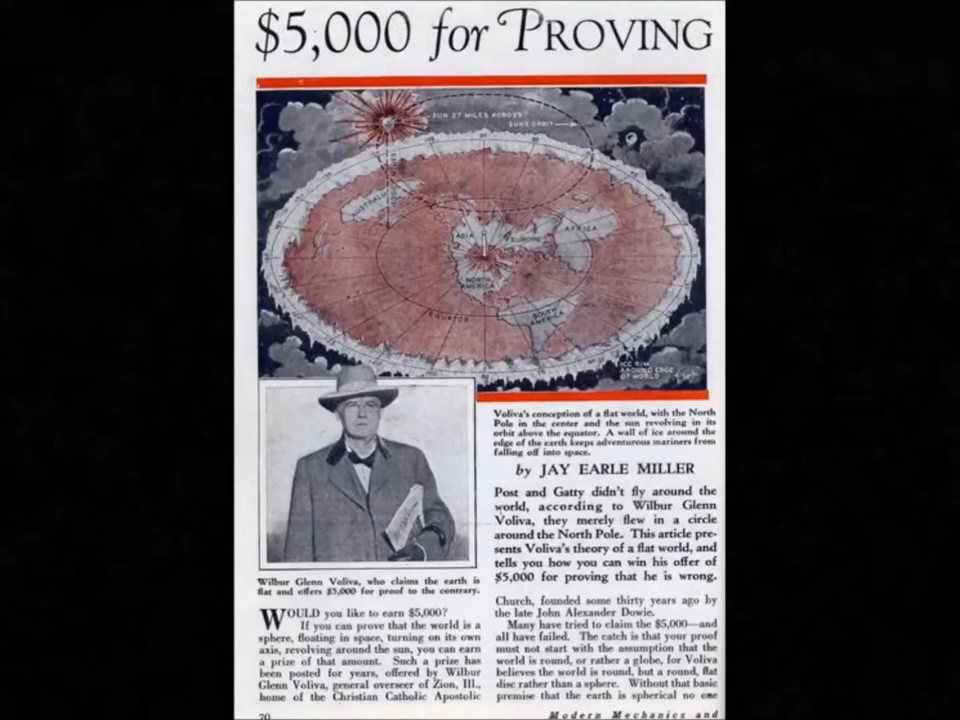 $5,000 for PROVING
SUN 27 MILES ACROSS
SUN'S ORBIT
AUSTRALIA
ASIA
EUROPE
AFRICA
NORTH
AMERICA
SOUTH
AMERICA
EQUATOR
ICE RIM
AROUND EDGE
OF WORLD
Voliva's conception of a flat world, with the North
Pole in the center and the sun revolving in its
orbit above the equator. A wall of ice around the
edge of the earth keeps adventurous mariners from
falling off into space.
by JAY EARLE MILLER
Post and Gatty didn't fly around the
world, according to Wilbur Glenn
Voliva, they merely flew in a circle
around the North Pole. This article pre-
sents Voliva's theory of a flat world, and
tells you how you can win his offer of
$5,000 for proving that he is wrong.
Wilbur Glenn Voliva, who claims the earth is
flat and offers $5,000 for proof to the contrary.
WOULD you like to earn $5,000?
If you can prove that the world is a
sphere, floating in space, turning on its own
axis, revolving around the sun, you can earn
a prize of that amount. Such a prize has
been posted for years, offered by Wilbur
Glenn Voliva, general overseer of Zion, Ill.,
home of the Christian Catholic Apostolic
Church, founded some thirty years ago by
the late John Alexander Dowie.
Many have tried to claim the $5,000—and
all have failed. The catch is that your proof
must not start with the assumption that the
world is round, or rather a globe, for Voliva
believes the world is round, but a round, flat
disc rather than a sphere. Without that basic
premise that the earth is spherical no one
70
Modern Mechanics and